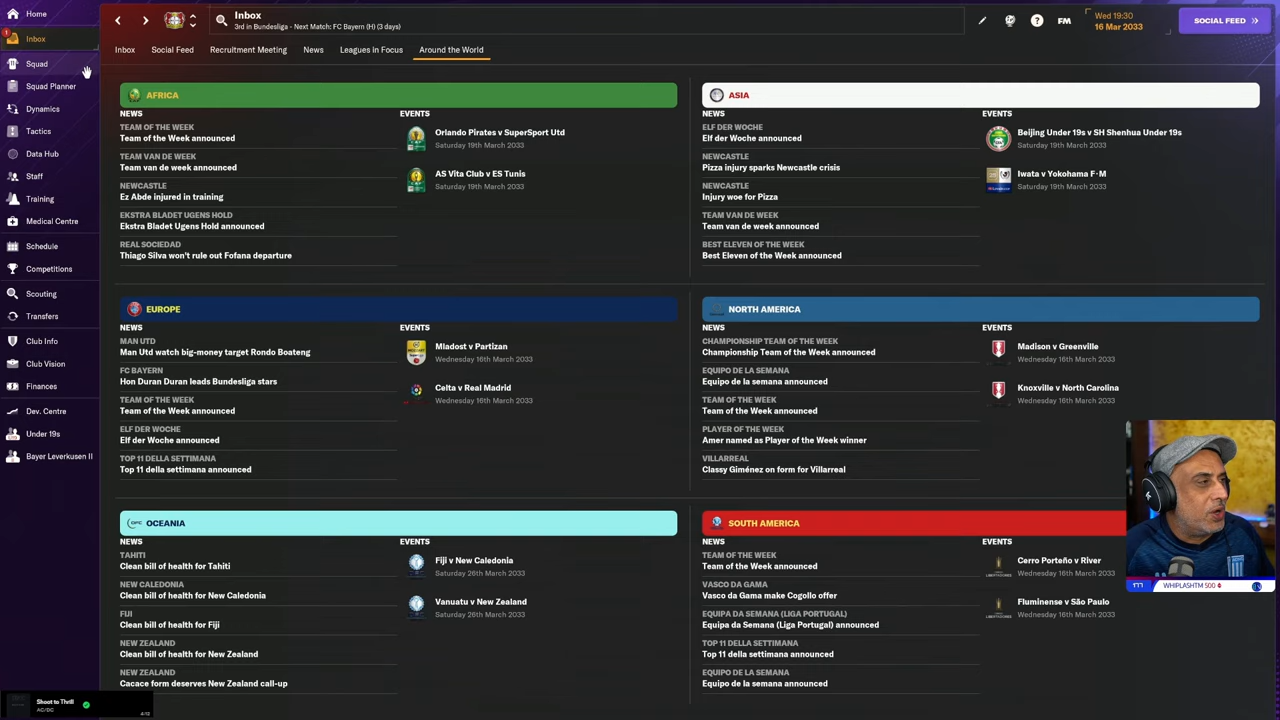 Home
1
Inbox
Squad
Squad Planner
Dynamics
Tactics
Data Hub
Staff
Training
Medical Centre
Schedule
Competitions
Scouting
Transfers
Club Info
Club Vision
Finances
Dev. Centre
Under 19s
Bayer Leverkusen II
Inbox
3rd in Bundesliga - Next Match: FC Bayern (H) (3 days)
FM
Wed 19:30
16 Mar 2033
SOCIAL FEED
Inbox
Social Feed
Recruitment Meeting
News
Leagues in Focus
Around the World
AFRICA
NEWS
TEAM OF THE WEEK
Team of the Week announced
TEAM VAN DE WEEK
Team van de week announced
NEWCASTLE
Ez Abde injured in training
EKSTRA BLADET UGENS HOLD
Ekstra Bladet Ugens Hold announced
REAL SOCIEDAD
Thiago Silva won't rule out Fofana departure
EVENTS
Orlando Pirates v SuperSport Utd
Saturday 19th March 2033
AS Vita Club v ES Tunis
Saturday 19th March 2033
ASIA
NEWS
ELF DER WOCHE
Elf der Woche announced
NEWCASTLE
Pizza injury sparks Newcastle crisis
NEWCASTLE
Injury woe for Pizza
TEAM VAN DE WEEK
Team van de week announced
BEST ELEVEN OF THE WEEK
Best Eleven of the Week announced
EVENTS
Beijing Under 19s v SH Shenhua Under 19s
Saturday 19th March 2033
Iwata v Yokohama F·M
Saturday 19th March 2033
EUROPE
NEWS
MAN UTD
Man Utd watch big-money target Rondo Boateng
FC BAYERN
Hon Duran Duran leads Bundesliga stars
TEAM OF THE WEEK
Team of the Week announced
ELF DER WOCHE
Elf der Woche announced
TOP 11 DELLA SETTIMANA
Top 11 della settimana announced
EVENTS
Mladost v Partizan
Wednesday 16th March 2033
Celta v Real Madrid
Wednesday 16th March 2033
NORTH AMERICA
NEWS
CHAMPIONSHIP TEAM OF THE WEEK
Championship Team of the Week announced
EQUIPO DE LA SEMANA
Equipo de la semana announced
TEAM OF THE WEEK
Team of the Week announced
PLAYER OF THE WEEK
Amer named as Player of the Week winner
VILLARREAL
Classy Giménez on form for Villarreal
EVENTS
Madison v Greenville
Wednesday 16th March 2033
Knoxville v North Carolina
Wednesday 16th March 2033
OCEANIA
NEWS
TAHITI
Clean bill of health for Tahiti
NEW CALEDONIA
Clean bill of health for New Caledonia
FIJI
Clean bill of health for Fiji
NEW ZEALAND
Clean bill of health for New Zealand
NEW ZEALAND
Cacace form deserves New Zealand call-up
EVENTS
Fiji v New Caledonia
Saturday 26th March 2033
Vanuatu v New Zealand
Saturday 26th March 2033
SOUTH AMERICA
NEWS
TEAM OF THE WEEK
Team of the Week announced
VASCO DA GAMA
Vasco da Gama make Cogollo offer
EQUIPA DA SEMANA (LIGA PORTUGAL)
Equipa da Semana (Liga Portugal) announced
TOP 11 DELLA SETTIMANA
Top 11 della settimana announced
EQUIPO DE LA SEMANA
Equipo de la semana announced
EVENTS
Cerro Porteño v River
Wednesday 16th March 2033
Fluminense v São Paulo
Wednesday 16th March 2033
WHIPLASHTM 500
Shoot to Thrill
AC/DC
4:12